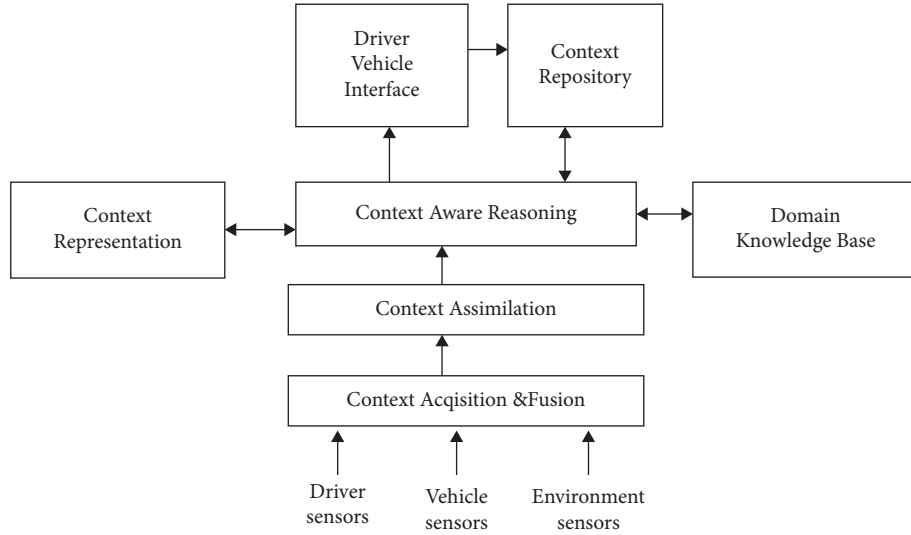 Driver
Vehicle
Interface
Context
Repository
Context
Representation
Context Aware Reasoning
Domain
Knowledge Base
Context Assimilation
Context Acqisition &Fusion
Driver
sensors
Vehicle
sensors
Environment
sensors